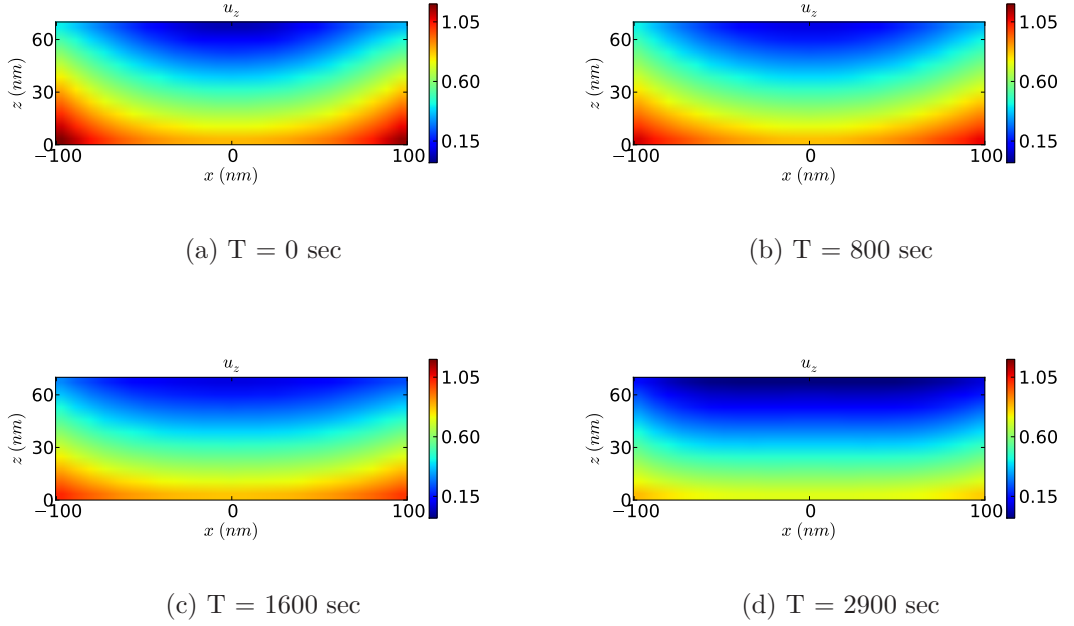 u_z
60
30
0
z (nm)
−100
0
100
x (nm)
1.05
0.60
0.15
(a) T = 0 sec
u_z
60
30
0
z (nm)
−100
0
100
x (nm)
1.05
0.60
0.15
(b) T = 800 sec
u_z
60
30
0
z (nm)
−100
0
100
x (nm)
1.05
0.60
0.15
(c) T = 1600 sec
u_z
60
30
0
z (nm)
−100
0
100
x (nm)
1.05
0.60
0.15
(d) T = 2900 sec